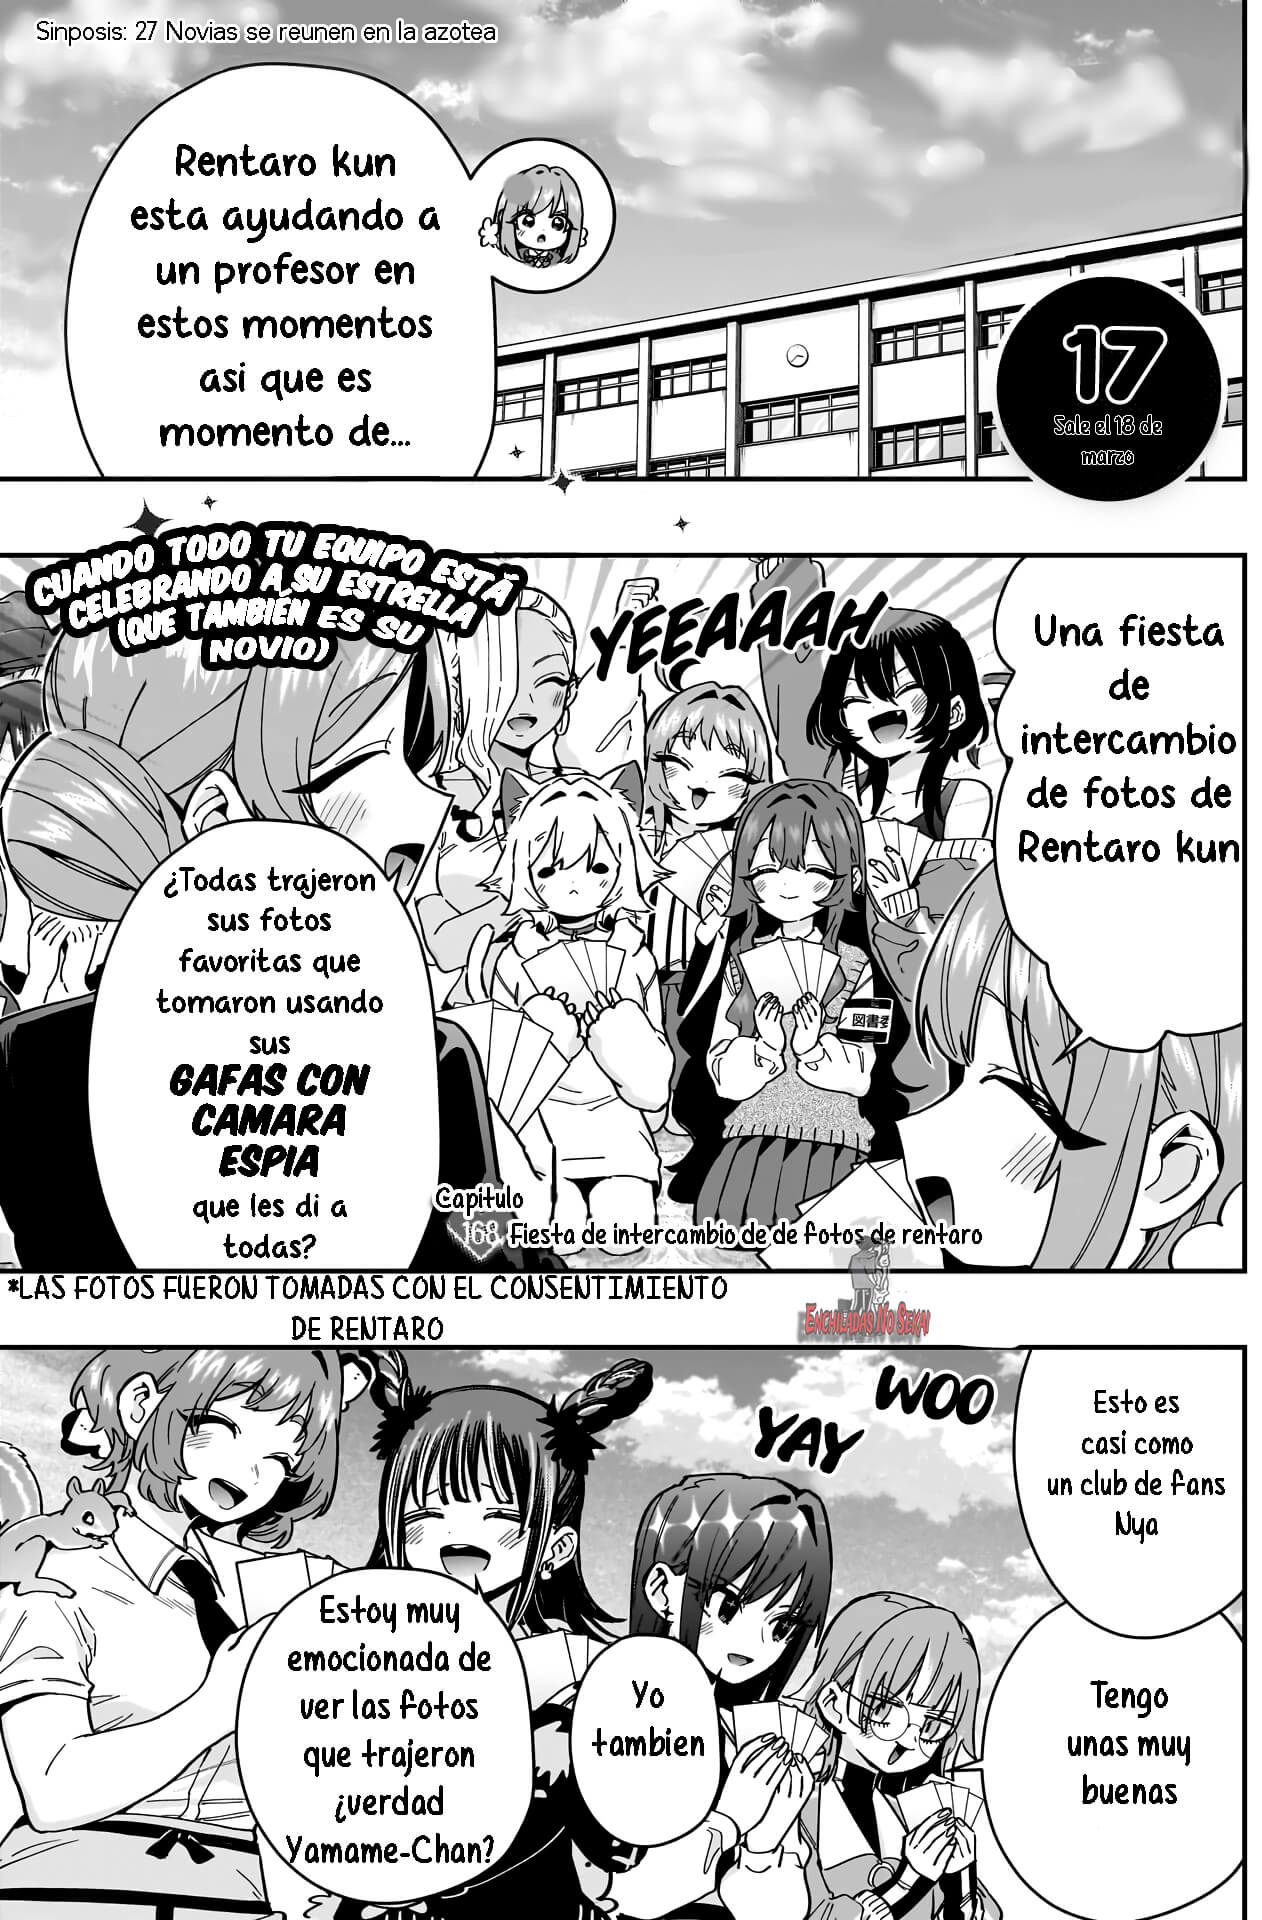 Sinposis: 27 Novias se reunen en la azotea
Rentaro kun
esta ayudando a
un profesor en
estos momentos
asi que es
momento de...
17
Sale el 18 de
marzo
CUANDO TODO TU EQUIPO ESTÁ
CELEBRANDO A SU ESTRELLA
(QUE TAMBIÉN ES SU
NOVIO)
YEEAAAH
Una fiesta
de
intercambio
de fotos de
Rentaro kun
¿Todas trajeron
sus fotos
favoritas que
tomaron usando
sus
GAFAS CON
CAMARA
ESPIA
que les di a
todas?
図書委
Capitulo
168 Fiesta de intercambio de de fotos de rentaro
*LAS FOTOS FUERON TOMADAS CON EL CONSENTIMIENTO
DE RENTARO
ENCHILADAS NO SEKAI
WOO
YAY
Esto es
casi como
un club de fans
Nya
Tengo
unas muy
buenas
Yo
tambien
Estoy muy
emocionada de
ver las fotos
que trajeron
¿verdad
Yamame-Chan?